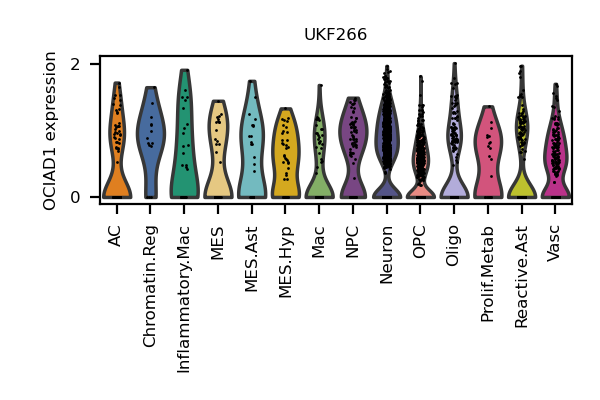 UKF266
OCIAD1 expression
2
0
AC
Chromatin.Reg
Inflammatory.Mac
MES
MES.Ast
MES.Hyp
Mac
NPC
Neuron
OPC
Oligo
Prolif.Metab
Reactive.Ast
Vasc